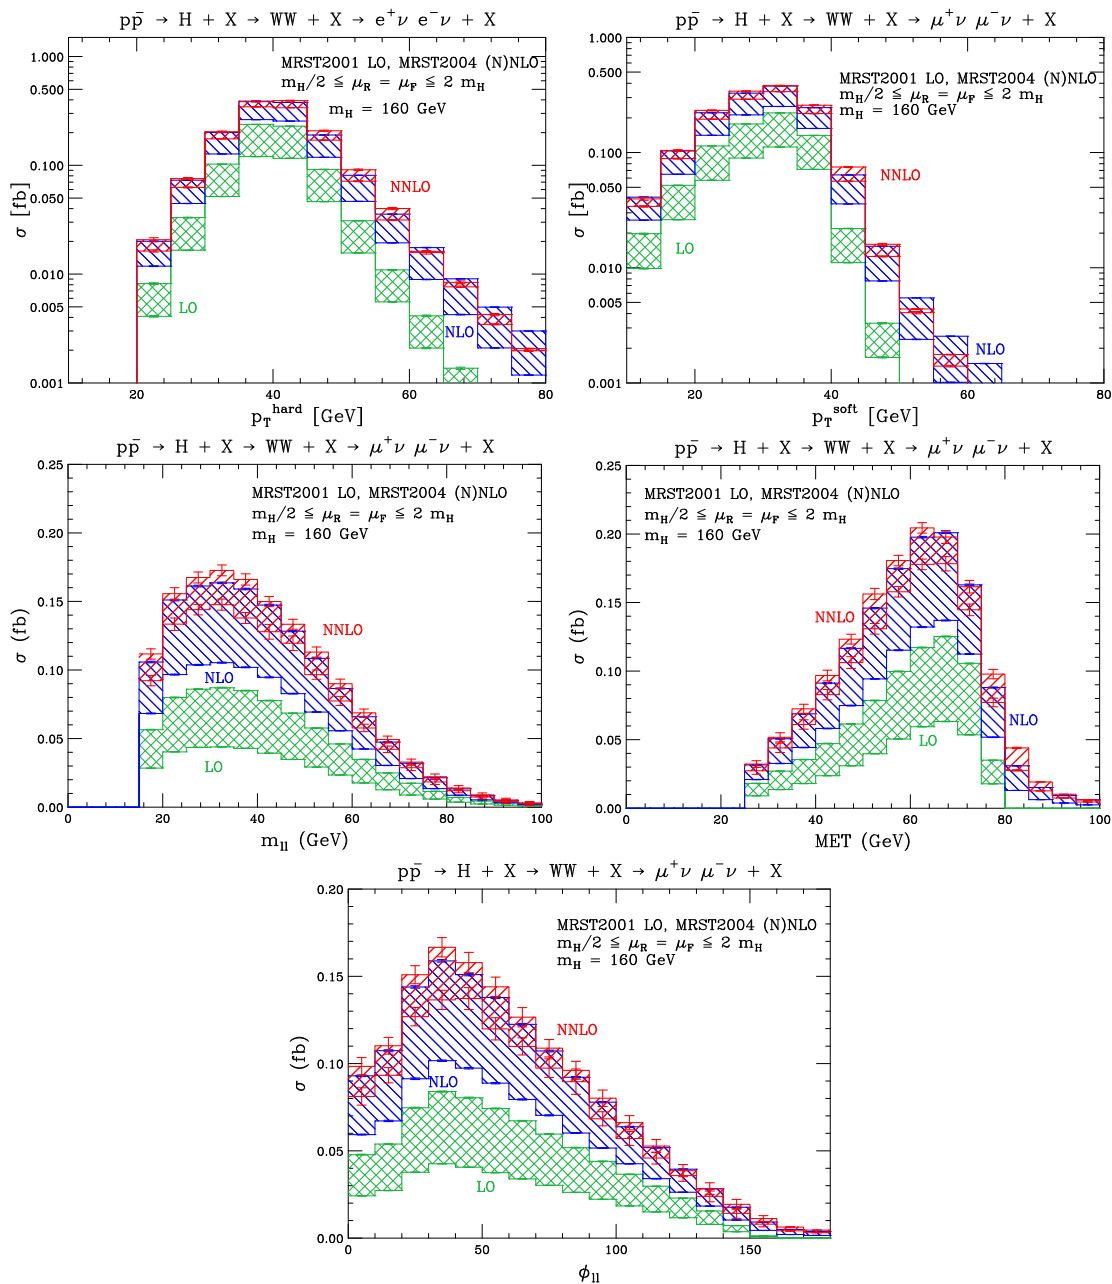 pp̄ → H + X → WW + X → e⁺ν e⁻ν + X
MRST2001 LO, MRST2004 (N)NLO
m_H/2 ≦ μ_R = μ_F ≦ 2 m_H
m_H = 160 GeV
1.000
0.500
0.100
0.050
0.010
0.005
0.001
σ [fb]
NNLO
LO
NLO
20
40
60
80
p_T^hard [GeV]
pp̄ → H + X → WW + X → μ⁺ν μ⁻ν + X
MRST2001 LO, MRST2004 (N)NLO
m_H/2 ≦ μ_R = μ_F ≦ 2 m_H
m_H = 160 GeV
1.000
0.500
0.100
0.050
0.010
0.005
0.001
σ [fb]
NNLO
LO
NLO
20
40
60
80
p_T^soft [GeV]
pp̄ → H + X → WW + X → μ⁺ν μ⁻ν + X
MRST2001 LO, MRST2004 (N)NLO
m_H/2 ≦ μ_R = μ_F ≦ 2 m_H
m_H = 160 GeV
0.25
0.20
0.15
0.10
0.05
0.00
σ (fb)
NNLO
NLO
LO
0
20
40
60
80
100
m_ll (GeV)
pp̄ → H + X → WW + X → μ⁺ν μ⁻ν + X
MRST2001 LO, MRST2004 (N)NLO
m_H/2 ≦ μ_R = μ_F ≦ 2 m_H
m_H = 160 GeV
0.25
0.20
0.15
0.10
0.05
0.00
σ (fb)
NNLO
NLO
LO
0
20
40
60
80
100
MET (GeV)
pp̄ → H + X → WW + X → μ⁺ν μ⁻ν + X
MRST2001 LO, MRST2004 (N)NLO
m_H/2 ≦ μ_R = μ_F ≦ 2 m_H
m_H = 160 GeV
0.20
0.15
0.10
0.05
0.00
σ (fb)
NNLO
NLO
LO
0
50
100
150
ϕ_ll